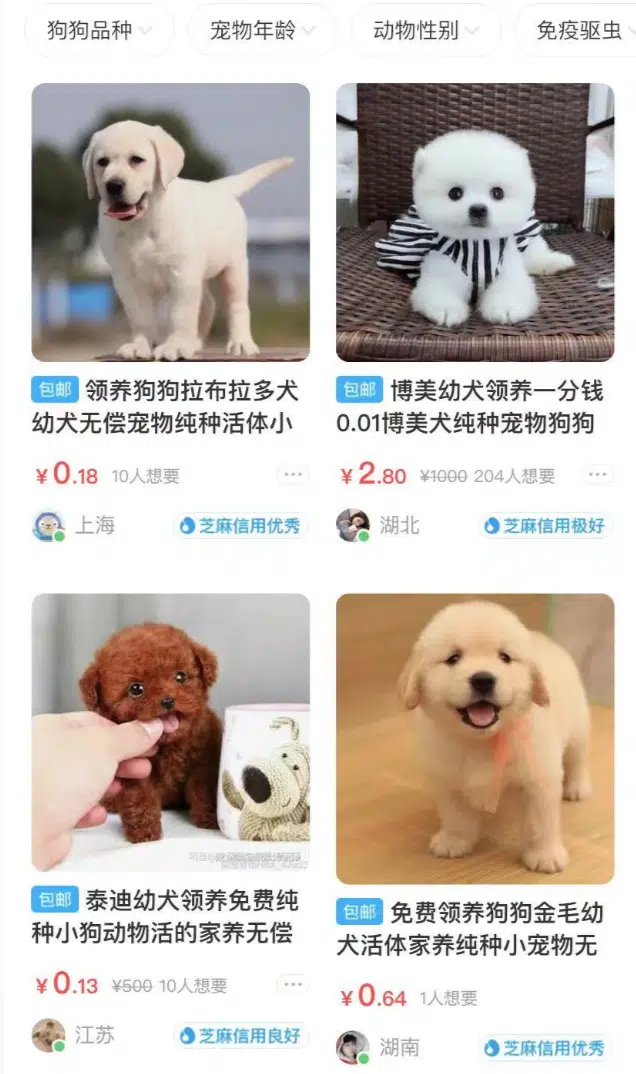 狗狗品种
宠物年龄
动物性别
免疫驱虫
包邮 领养狗狗拉布拉多犬
幼犬无偿宠物纯种活体小
¥0.18 10人想要
上海 芝麻信用优秀
包邮 博美幼犬领养一分钱
0.01博美犬纯种宠物狗狗
¥2.80 ¥1000 204人想要
湖北 芝麻信用极好
包邮 泰迪幼犬领养免费纯
种小狗动物活的家养无偿
¥0.13 ¥500 10人想要
江苏 芝麻信用良好
包邮 免费领养狗狗金毛幼
犬活体家养纯种小宠物无
¥0.64 1人想要
湖南 芝麻信用优秀